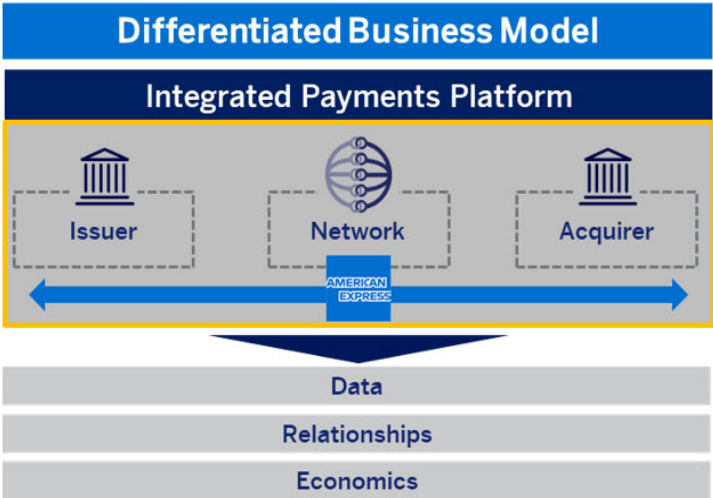 Differentiated Business Model
Integrated Payments Platform
Issuer
Network
Acquirer
AMERICAN
EXPRESS
Data
Relationships
Economics